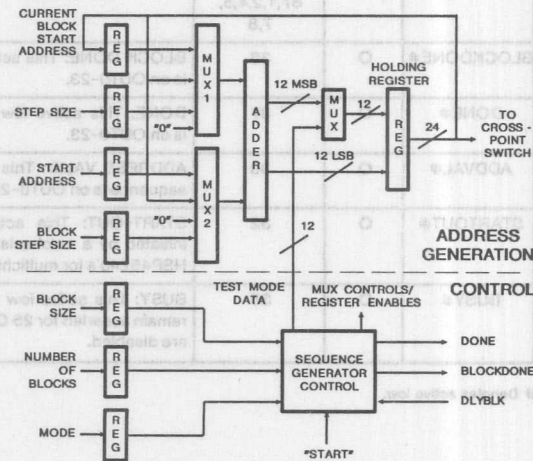 CURRENT
BLOCK
START
ADDRESS
REG
STEP SIZE
REG
"0"
MUX 1
START
ADDRESS
REG
"0"
MUX 2
BLOCK
STEP SIZE
REG
ADDER
12 MSB
MUX
12
HOLDING
REGISTER
REG
24
TO
CROSS -
POINT
SWITCH
12 LSB
12
ADDRESS
GENERATION
CONTROL
TEST MODE
DATA
MUX CONTROLS/
REGISTER ENABLES
BLOCK
SIZE
REG
NUMBER
OF
BLOCKS
REG
MODE
REG
SEQUENCE
GENERATOR
CONTROL
DONE
BLOCKDONE
DLYBLK
"START"